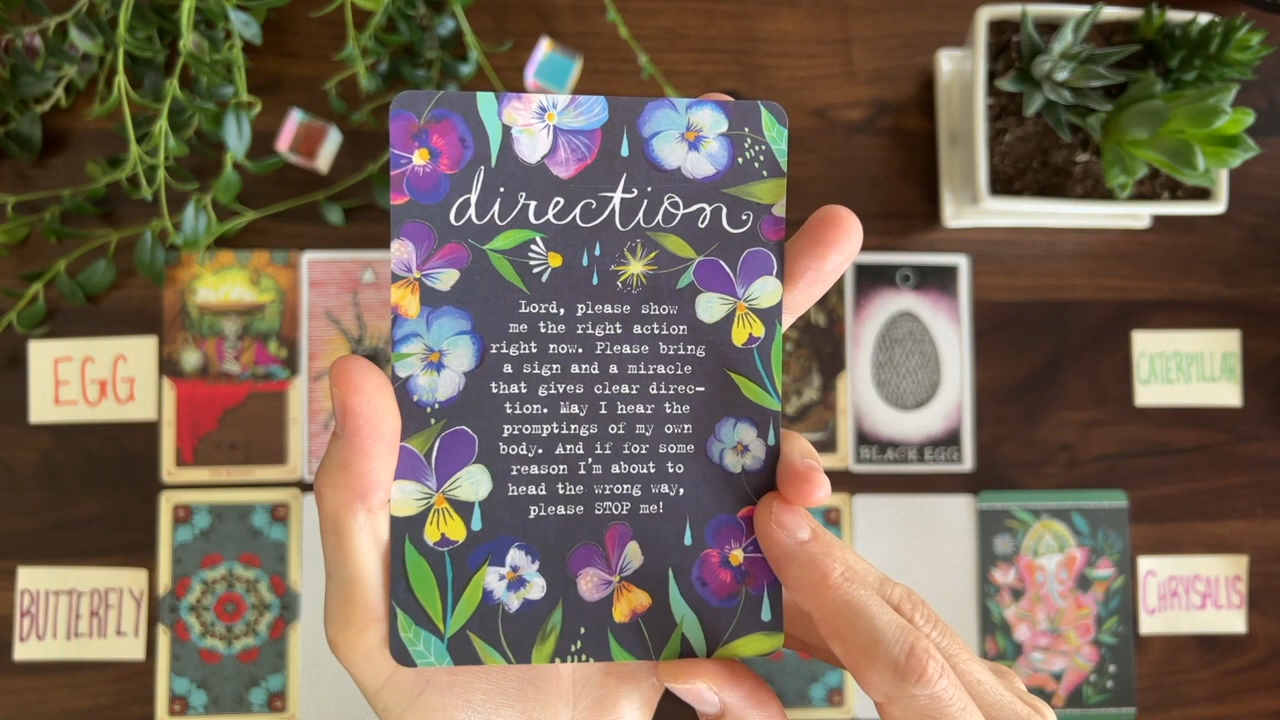 direction
Lord, please show
me the right action
right now. Please bring
a sign and a miracle
that gives clear direc-
tion. May I hear the
promptings of my own
body. And if for some
reason I'm about to
head the wrong way,
please STOP me!
EGG
BLACK EGG
CATERPILLAR
BUTTERFLY
CHRYSALIS